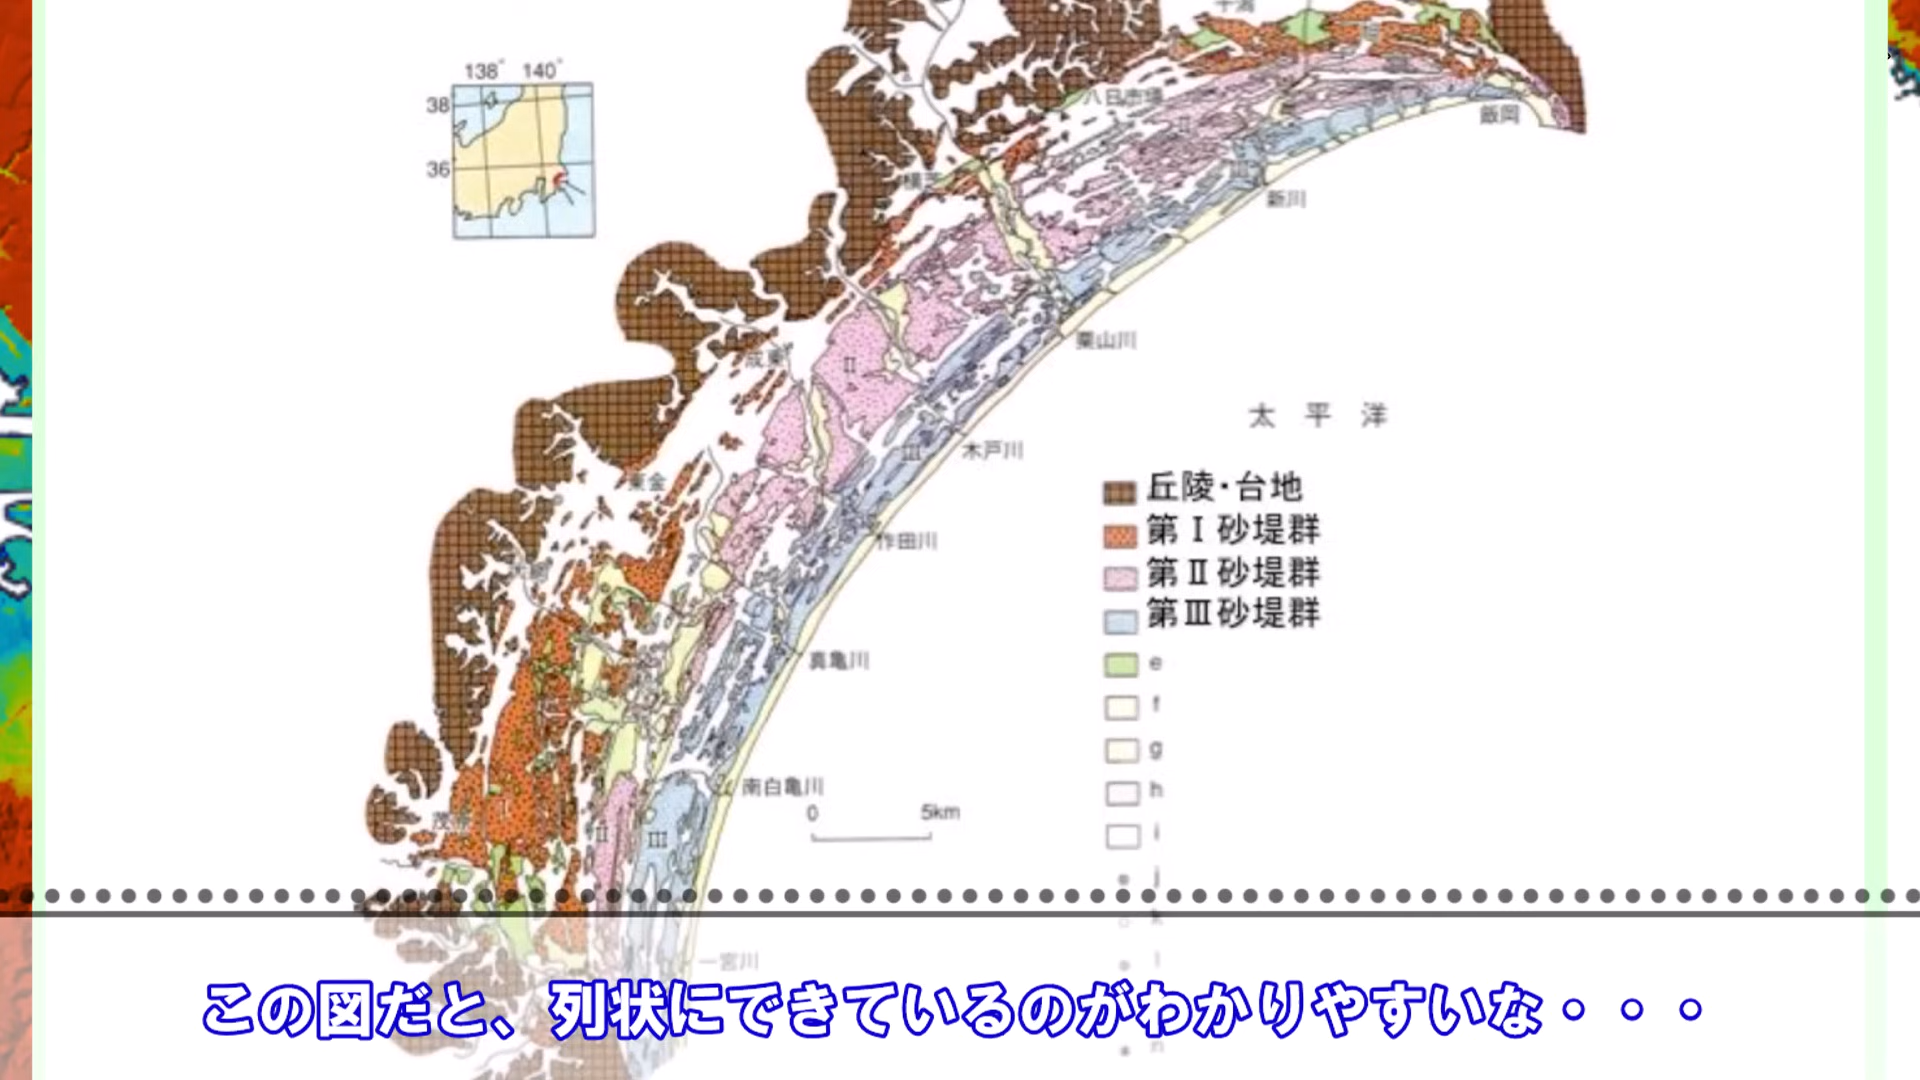 138° 140°
38
36
八日市場
飯岡
横芝
新川
成東
II
栗山川
太平洋
III
木戸川
東金
作田川
丘陵・台地
第Ⅰ砂堤群
第Ⅱ砂堤群
第Ⅲ砂堤群
真亀川
e
f
g
h
i
j
k
l
南白亀川
0 5km
II
III
一宮川
n
この図だと、列状にできているのがわかりやすいな・・・